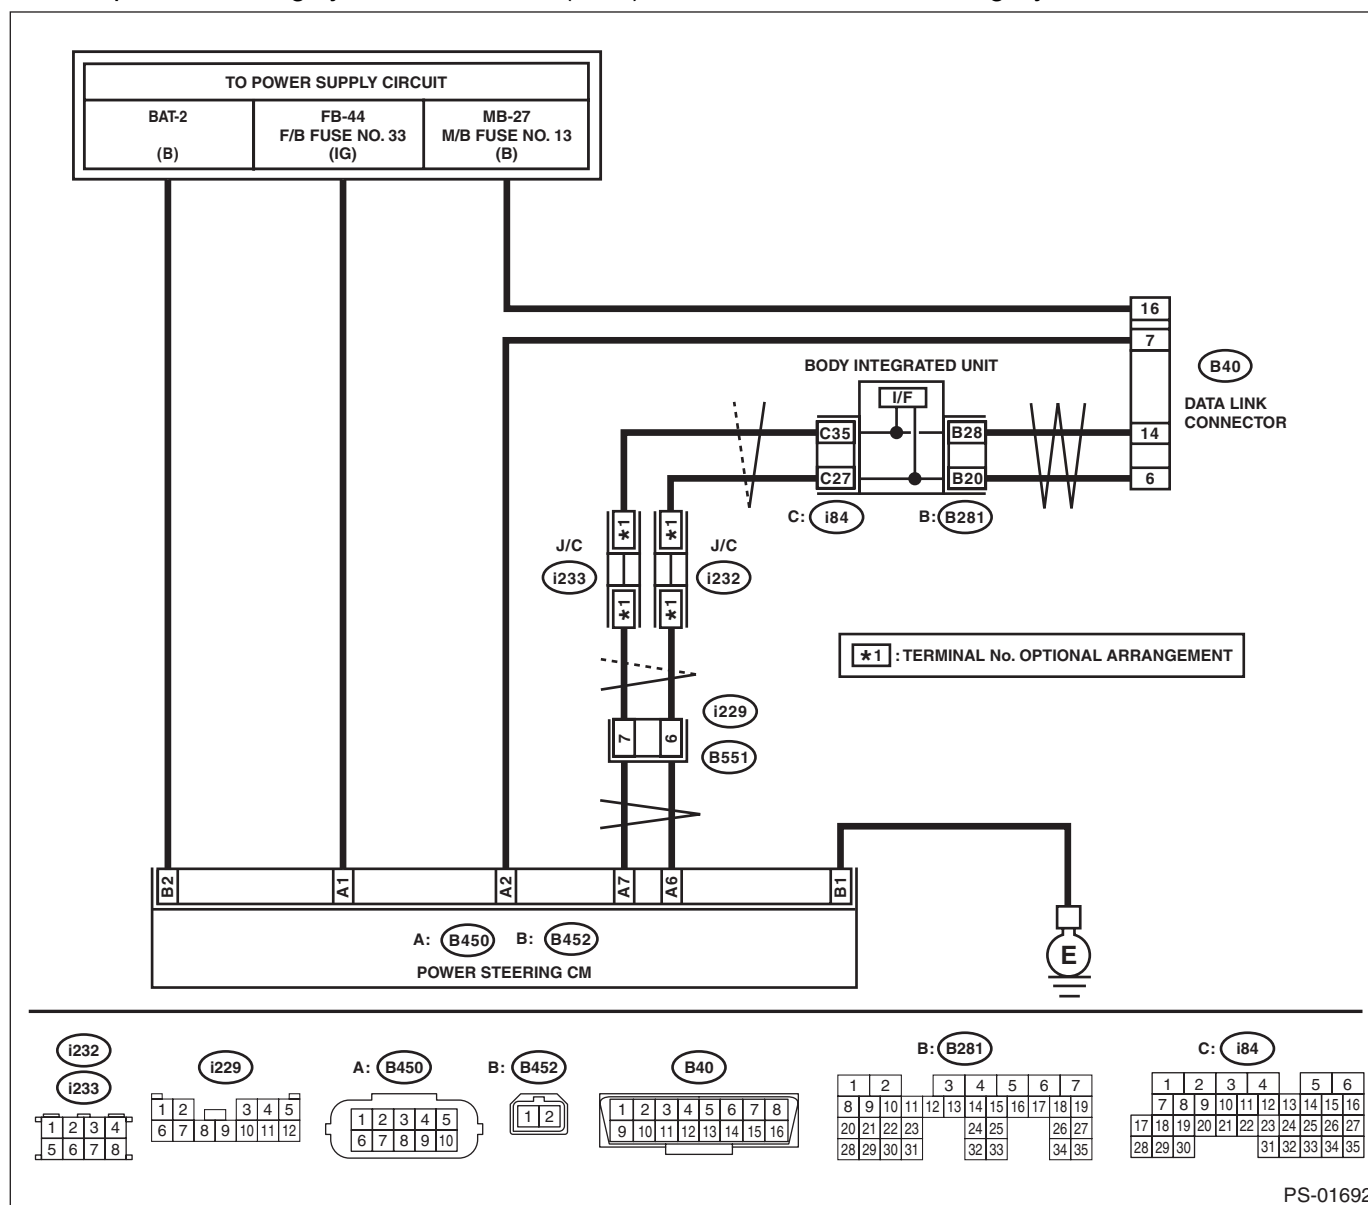 TO POWER SUPPLY CIRCUIT
BAT-2
(B)
FB-44
F/B FUSE NO. 33
(IG)
MB-27
M/B FUSE NO. 13
(B)
16
7
BODY INTEGRATED UNIT
B40
I/F
DATA LINK
CONNECTOR
C35
B28
14
C27
B20
6
C: i84
B: B281
*1
*1
J/C
i233
J/C
i232
*1
*1
*1 : TERMINAL No. OPTIONAL ARRANGEMENT
i229
7
6
B551
B2
A1
A2
A7
A6
B1
A: B450 B: B452
POWER STEERING CM
E
i232
i233
1 2 3 4
5 6 7 8
i229
1 2 3 4 5
6 7 8 9 10 11 12
A: B450
1 2 3 4 5
6 7 8 9 10
B: B452
1 2
B40
1 2 3 4 5 6 7 8
9 10 11 12 13 14 15 16
B: B281
1 2 3 4 5 6 7
8 9 10 11 12 13 14 15 16 17 18 19
20 21 22 23 24 25 26 27
28 29 30 31 32 33 34 35
C: i84
1 2 3 4 5 6
7 8 9 10 11 12 13 14 15 16
17 18 19 20 21 22 23 24 25 26 27
28 29 30 31 32 33 34 35
PS-01692